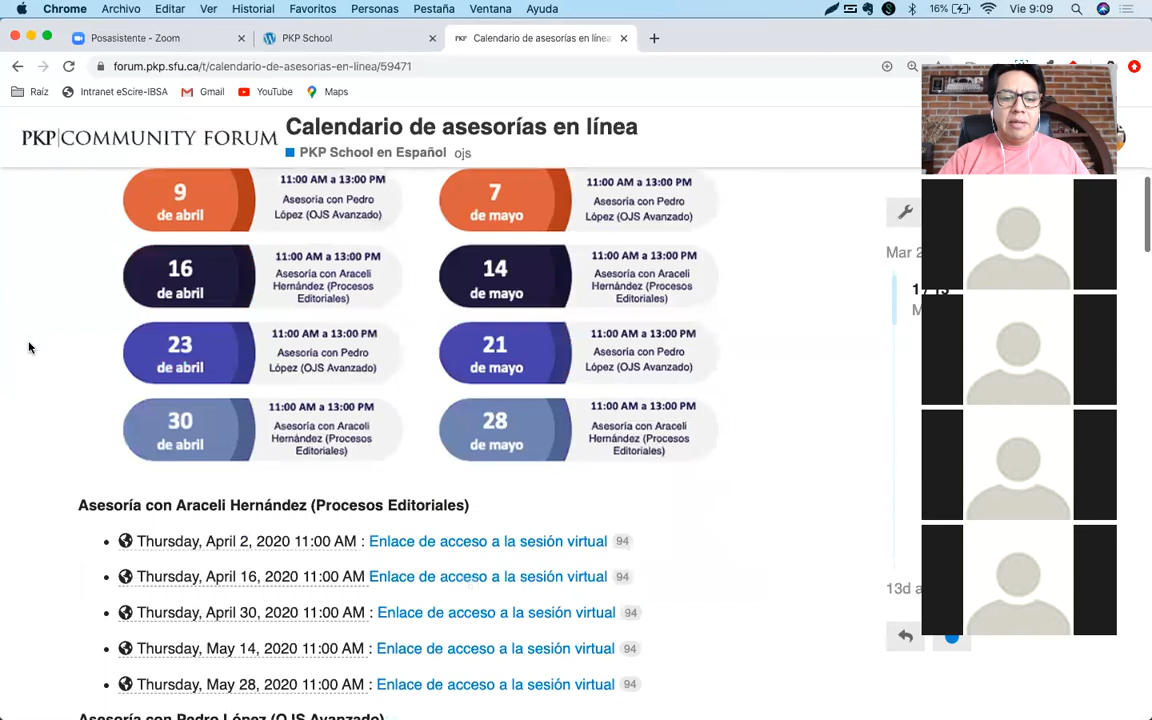 Chrome Archivo Editar Ver Historial Favoritos Personas Pestaña Ventana Ayuda 16% Vie 9:09
Posasistente - Zoom PKP School PKP Calendario de asesorías en línea
forum.pkp.sfu.ca/t/calendario-de-asesorias-en-linea/59471
Raíz Intranet eScire-IBSA Gmail YouTube Maps
PKP|COMMUNITY FORUM
Calendario de asesorías en línea
PKP School en Español ojs
9
de abril
11:00 AM a 13:00 PM
Asesoría con Pedro
López (OJS Avanzado)
7
de mayo
11:00 AM a 13:00 PM
Asesoría con Pedro
López (OJS Avanzado)
16
de abril
11:00 AM a 13:00 PM
Asesoría con Araceli
Hernández (Procesos
Editoriales)
14
de mayo
11:00 AM a 13:00 PM
Asesoría con Araceli
Hernández (Procesos
Editoriales)
23
de abril
11:00 AM a 13:00 PM
Asesoría con Pedro
López (OJS Avanzado)
21
de mayo
11:00 AM a 13:00 PM
Asesoría con Pedro
López (OJS Avanzado)
30
de abril
11:00 AM a 13:00 PM
Asesoría con Araceli
Hernández (Procesos
Editoriales)
28
de mayo
11:00 AM a 13:00 PM
Asesoría con Araceli
Hernández (Procesos
Editoriales)
Mar 2
13d a
Asesoría con Araceli Hernández (Procesos Editoriales)
Thursday, April 2, 2020 11:00 AM : Enlace de acceso a la sesión virtual 94
Thursday, April 16, 2020 11:00 AM Enlace de acceso a la sesión virtual 94
Thursday, April 30, 2020 11:00 AM : Enlace de acceso a la sesión virtual 94
Thursday, May 14, 2020 11:00 AM : Enlace de acceso a la sesión virtual 94
Thursday, May 28, 2020 11:00 AM : Enlace de acceso a la sesión virtual 94
Asesoría con Pedro López (OJS Avanzado)